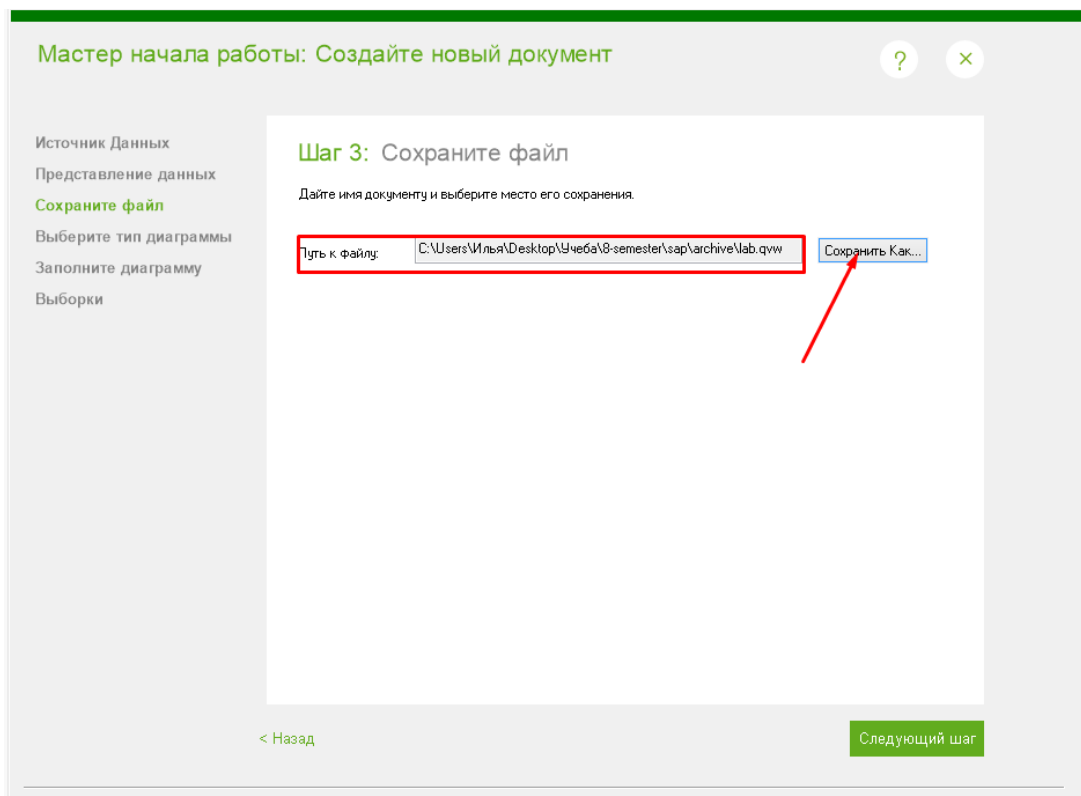 Мастер начала работы: Создайте новый документ
?
×
Источник Данных
Представление данных
Сохраните файл
Выберите тип диаграммы
Заполните диаграмму
Выборки
Шаг 3: Сохраните файл
Дайте имя документу и выберите место его сохранения.
Путь к файлу: C:\Users\Илья\Desktop\Учеба\8-semester\sap\archive\lab.qvw Сохранить Как...
< Назад
Следующий шаг